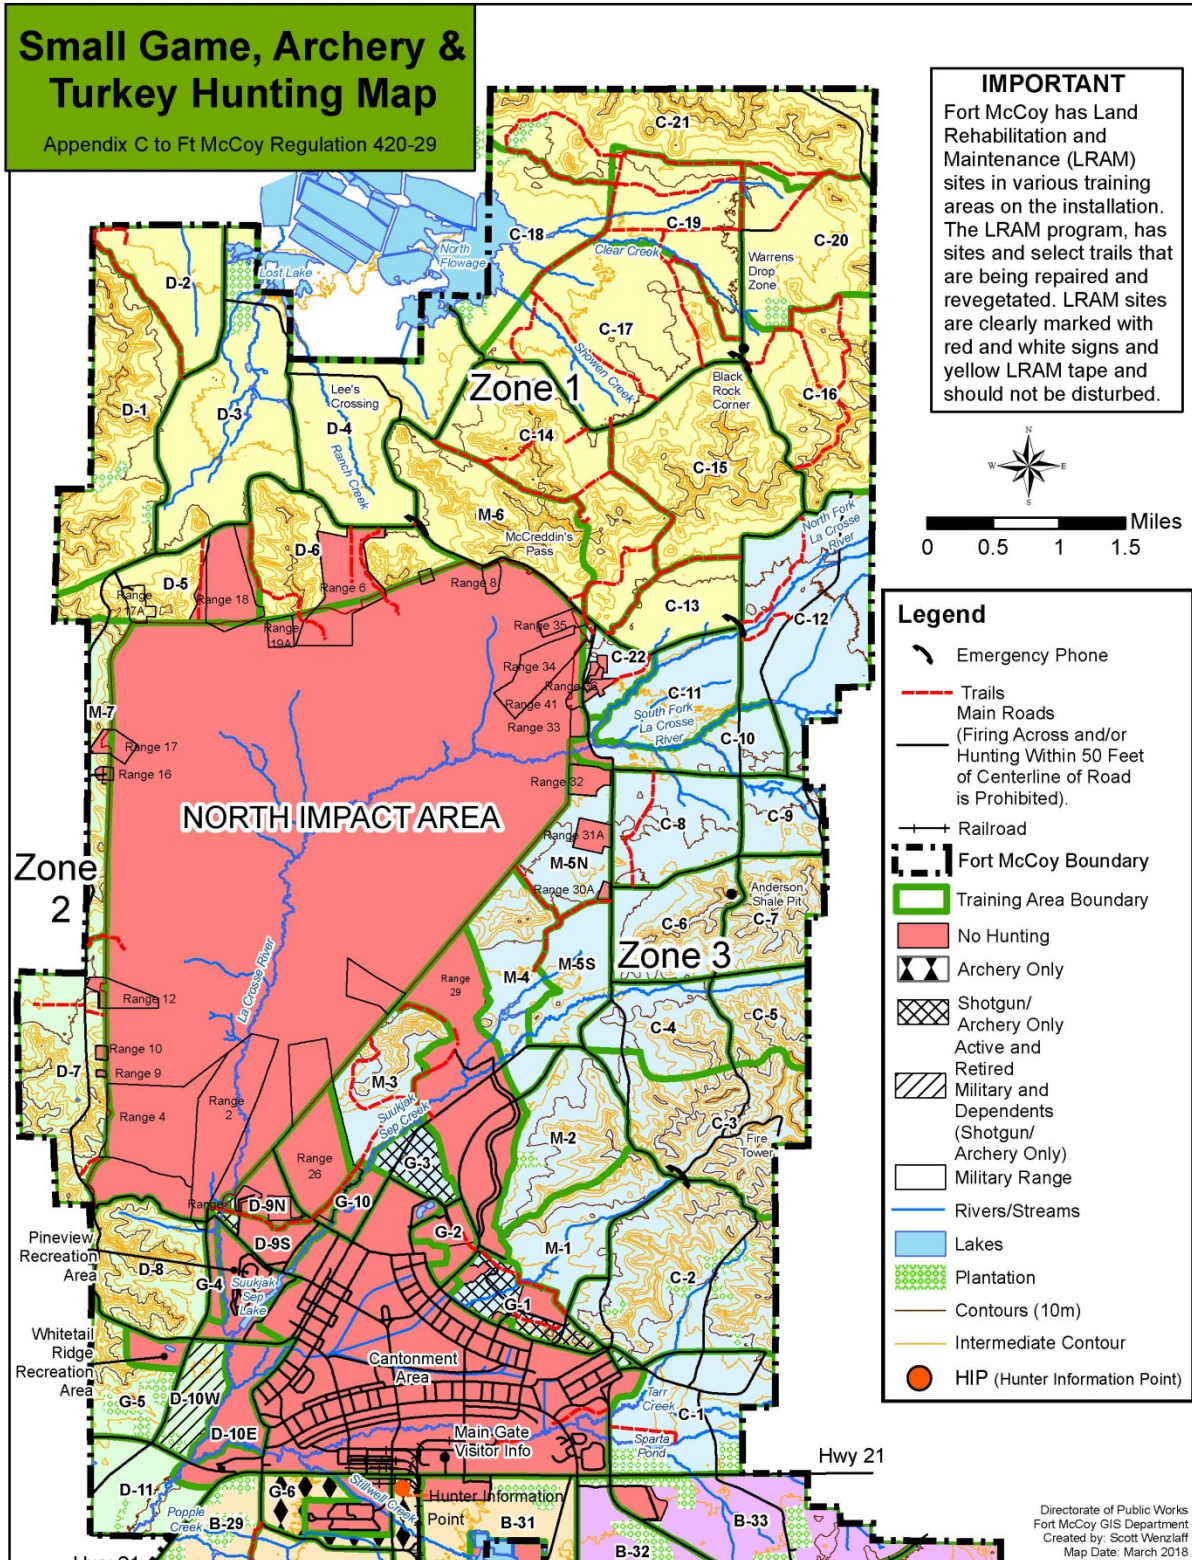 Small Game, Archery &
Turkey Hunting Map
Appendix C to Ft McCoy Regulation 420-29
IMPORTANT
Fort McCoy has Land
Rehabilitation and
Maintenance (LRAM)
sites in various training
areas on the installation.
The LRAM program, has
sites and select trails that
are being repaired and
revegetated. LRAM sites
are clearly marked with
red and white signs and
yellow LRAM tape and
should not be disturbed.
N
W
E
S
Miles
0
0.5
1
1.5
Legend
Emergency Phone
Trails
Main Roads
(Firing Across and/or
Hunting Within 50 Feet
of Centerline of Road
is Prohibited).
Railroad
Fort McCoy Boundary
Training Area Boundary
No Hunting
Archery Only
Shotgun/
Archery Only
Active and
Retired
Military and
Dependents
(Shotgun/
Archery Only)
Military Range
Rivers/Streams
Lakes
Plantation
Contours (10m)
Intermediate Contour
HIP (Hunter Information Point)
C-21
C-18
North
Flowage
Lost Lake
C-19
Clear Creek
C-20
Warrens
Drop
Zone
D-2
C-17
Showen Creek
Zone 1
Black
Rock
Corner
C-16
D-1
D-3
Lee's
Crossing
D-4
Ranch Creek
C-14
C-15
M-6
McCreddin's
Pass
North Fork
La Crosse
River
D-6
D-5
Range
17A
Range 18
Range 6
Range 8
Range
19A
Range 35
C-13
C-12
Range 34
C-22
Range 41
C-11
Range 33
South Fork
La Crosse
River
C-10
M-7
Range 17
Range 16
Range 32
NORTH IMPACT AREA
Range 31A
C-8
C-9
M-5N
Range 30A
Anderson
Shale Pit
Zone
2
C-6
C-7
Zone 3
M-5S
M-4
Range
29
La Crosse River
Range 12
C-4
C-5
Range 10
Range 9
D-7
M-3
Range 4
Range
2
Suukjak
Sep Creek
M-2
C-3
Fire
Tower
Range
26
G-3
G-10
D-9N
G-2
D-9S
M-1
Pineview
Recreation
Area
D-8
G-4
Suukjak
Sep
Lake
G-1
C-2
Whitetail
Ridge
Recreation
Area
Cantonment
Area
G-5
D-10W
D-10E
Tarr
Creek
C-1
Main Gate
Visitor Info
Sparta
Pond
Hwy 21
D-11
G-6
Stillwell Creek
Hunter Information
Point
Popple
Creek
B-29
B-31
B-33
B-32
Hwy 21
Directorate of Public Works
Fort McCoy GIS Department
Created by: Scott Wenzlaff
Map Date: March 2018